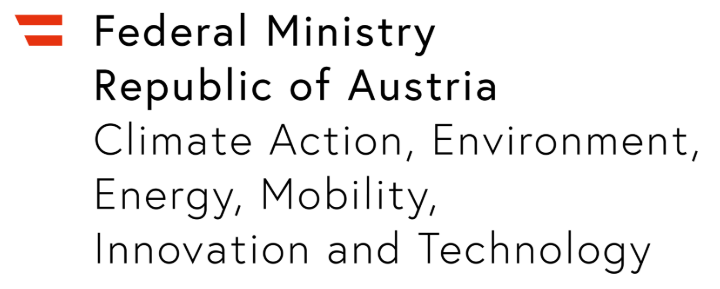 Federal Ministry
Republic of Austria
Climate Action, Environment,
Energy, Mobility,
Innovation and Technology